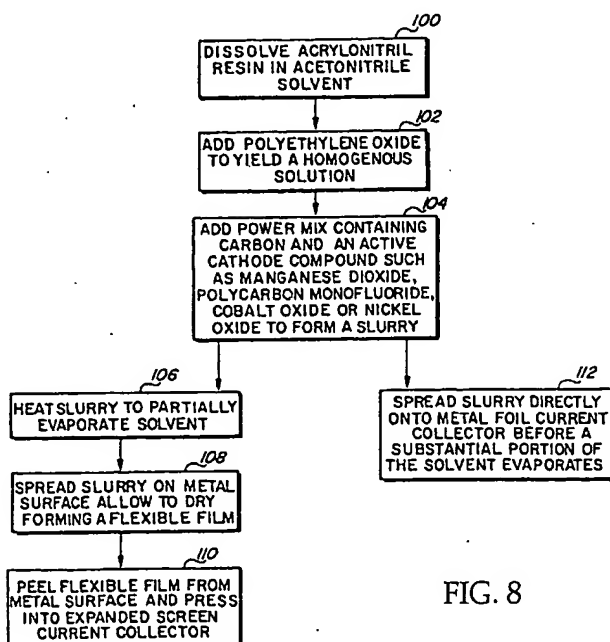 100
DISSOLVE ACRYLONITRIL
RESIN IN ACETONITRILE
SOLVENT
102
ADD POLYETHYLENE OXIDE
TO YIELD A HOMOGENOUS
SOLUTION
104
ADD POWER MIX CONTAINING
CARBON AND AN ACTIVE
CATHODE COMPOUND SUCH
AS MANGANESE DIOXIDE,
POLYCARBON MONOFLUORIDE,
COBALT OXIDE OR NICKEL
OXIDE TO FORM A SLURRY
106
HEAT SLURRY TO PARTIALLY
EVAPORATE SOLVENT
108
SPREAD SLURRY ON METAL
SURFACE ALLOW TO DRY
FORMING A FLEXIBLE FILM
110
PEEL FLEXIBLE FILM FROM
METAL SURFACE AND PRESS
INTO EXPANDED SCREEN
CURRENT COLLECTOR
112
SPREAD SLURRY DIRECTLY
ONTO METAL FOIL CURRENT
COLLECTOR BEFORE A
SUBSTANTIAL PORTION OF
THE SOLVENT EVAPORATES
FIG. 8